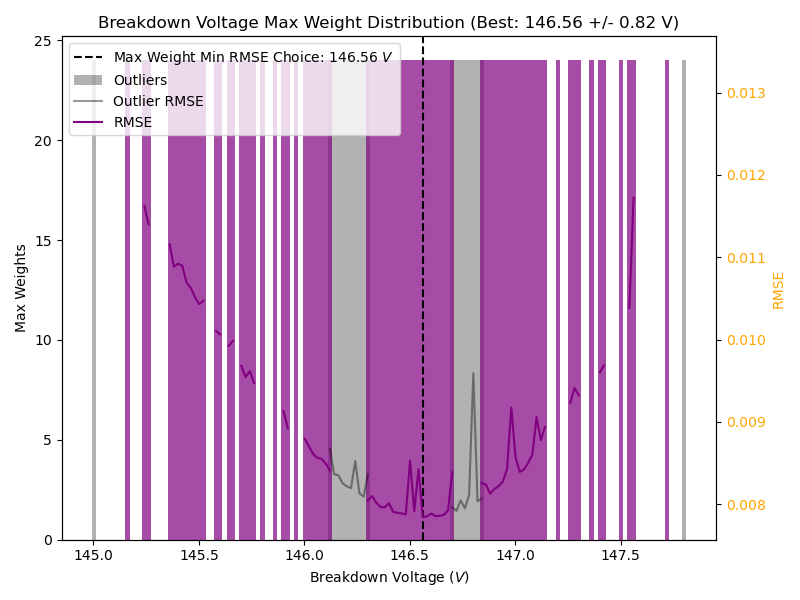 Breakdown Voltage Max Weight Distribution (Best: 146.56 +/- 0.82 V)
Max Weight Min RMSE Choice: 146.56 V
Outliers
Outlier RMSE
RMSE
25
20
15
10
5
0
Max Weights
0.013
0.012
0.011
0.010
0.009
0.008
RMSE
145.0 145.5 146.0 146.5 147.0 147.5
Breakdown Voltage (V)